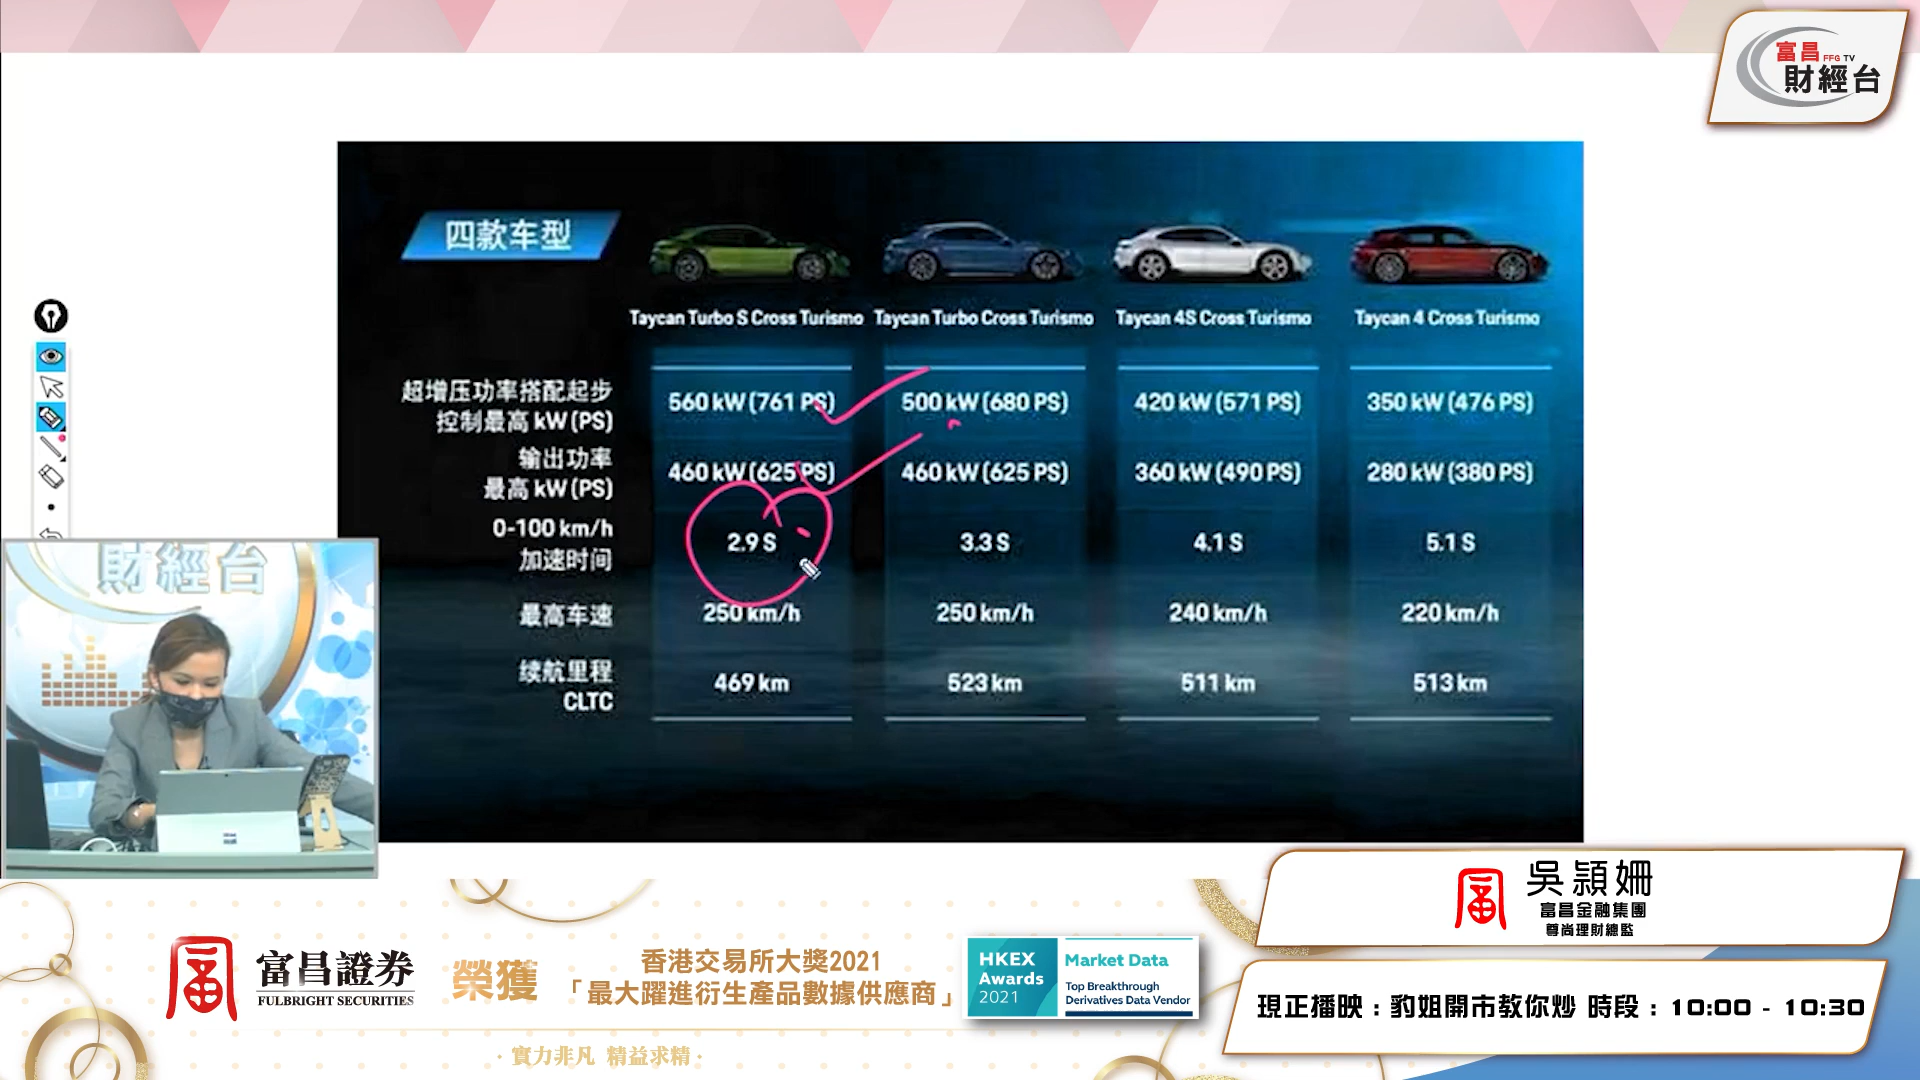 富昌 FFG TV
財經台
四款车型
Taycan Turbo S Cross Turismo
Taycan Turbo Cross Turismo
Taycan 4S Cross Turismo
Taycan 4 Cross Turismo
超增压功率搭配起步
控制最高 kW (PS)
560 kW (761 PS)
500 kW (680 PS)
420 kW (571 PS)
350 kW (476 PS)
输出功率
最高 kW (PS)
460 kW (625 PS)
460 kW (625 PS)
360 kW (490 PS)
280 kW (380 PS)
0-100 km/h
加速时间
2.9 S
3.3 S
4.1 S
5.1 S
最高车速
250 km/h
250 km/h
240 km/h
220 km/h
续航里程
CLTC
469 km
523 km
511 km
513 km
財經台
吳頴姍
富昌金融集團
尊尚理財總監
富昌證券
FULBRIGHT SECURITIES
榮獲
香港交易所大獎2021
「最大躍進衍生產品數據供應商」
HKEX
Awards
2021
Market Data
Top Breakthrough
Derivatives Data Vendor
現正播映：豹姐開市教你炒 時段：10:00 - 10:30
·實力非凡 精益求精·